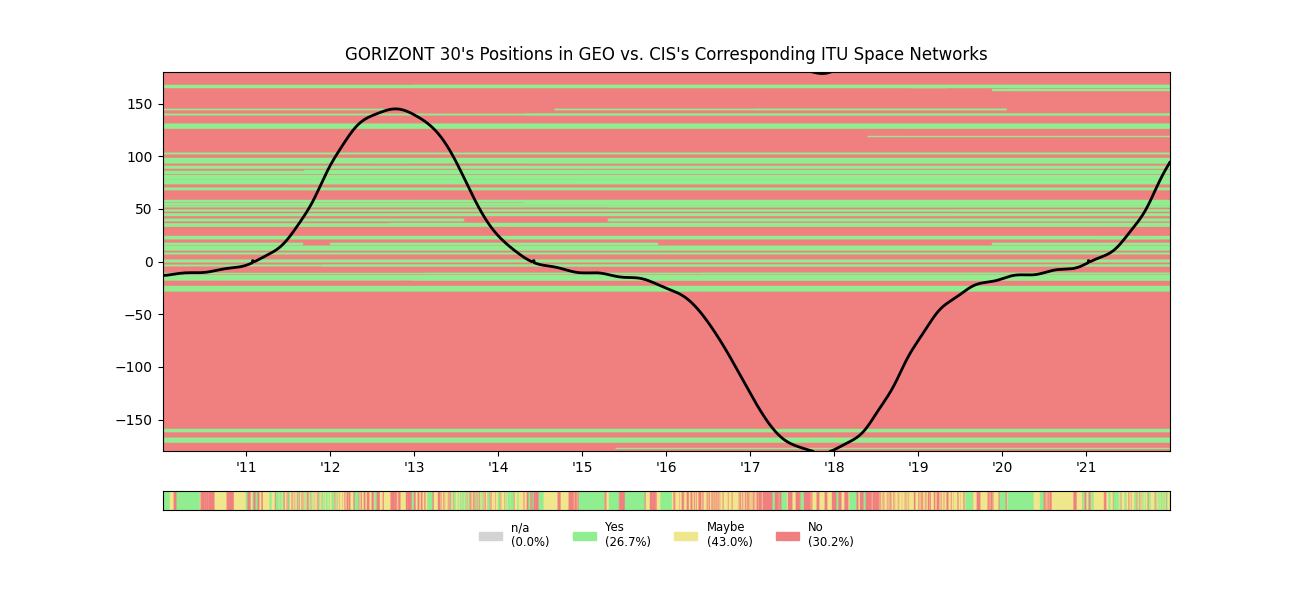 GORIZONT 30's Positions in GEO vs. CIS's Corresponding ITU Space Networks
150
100
50
0
−50
−100
−150
'11 '12 '13 '14 '15 '16 '17 '18 '19 '20 '21
n/a Yes Maybe No
(0.0%) (26.7%) (43.0%) (30.2%)